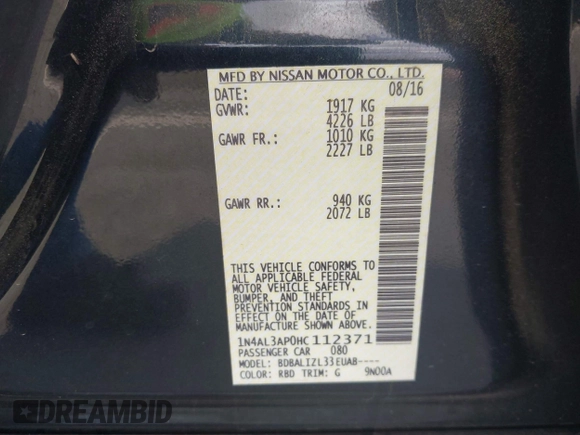 MFD BY NISSAN MOTOR CO., LTD.
DATE: 08/16
GVWR: 1917 KG
4226 LB
GAWR FR.: 1010 KG
2227 LB
GAWR RR.: 940 KG
2072 LB
THIS VEHICLE CONFORMS TO
ALL APPLICABLE FEDERAL
MOTOR VEHICLE SAFETY,
BUMPER, AND THEFT
PREVENTION STANDARDS IN
EFFECT ON THE DATE OF
MANUFACTURE SHOWN ABOVE.
1N4AL3AP0HC112371
PASSENGER CAR 080
MODEL: BDBALIZL33EUAB----
COLOR: RBD TRIM: G 9N00A
DREAMBID